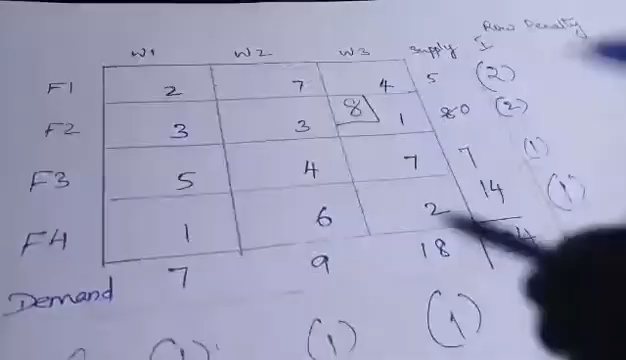 Row Penalty
W1 W2 W3 Supply I
F1 2 7 4 5 (2)
F2 3 3 8 1 80 (2)
F3 5 4 7 7 (1)
F4 1 6 2 14 (1)
Demand 7 9 18 4
(1) (1) (1)